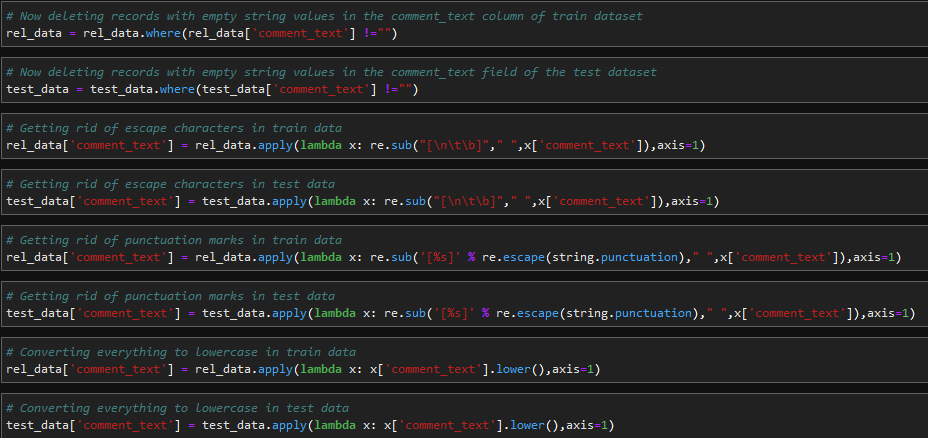 # Now deleting records with empty string values in the comment_text column of train dataset
rel_data = rel_data.where(rel_data['comment_text'] !="")
# Now deleting records with empty string values in the comment_text field of the test dataset
test_data = test_data.where(test_data['comment_text'] !="")
# Getting rid of escape characters in train data
rel_data['comment_text'] = rel_data.apply(lambda x: re.sub("[\n\t\b]"," ",x['comment_text']),axis=1)
# Getting rid of escape characters in test data
test_data['comment_text'] = test_data.apply(lambda x: re.sub("[\n\t\b]"," ",x['comment_text']),axis=1)
# Getting rid of punctuation marks in train data
rel_data['comment_text'] = rel_data.apply(lambda x: re.sub('[%s]' % re.escape(string.punctuation)," ",x['comment_text']),axis=1)
# Getting rid of punctuation marks in test data
test_data['comment_text'] = test_data.apply(lambda x: re.sub('[%s]' % re.escape(string.punctuation)," ",x['comment_text']),axis=1)
# Converting everything to lowercase in train data
rel_data['comment_text'] = rel_data.apply(lambda x: x['comment_text'].lower(),axis=1)
# Converting everything to lowercase in test data
test_data['comment_text'] = test_data.apply(lambda x: x['comment_text'].lower(),axis=1)